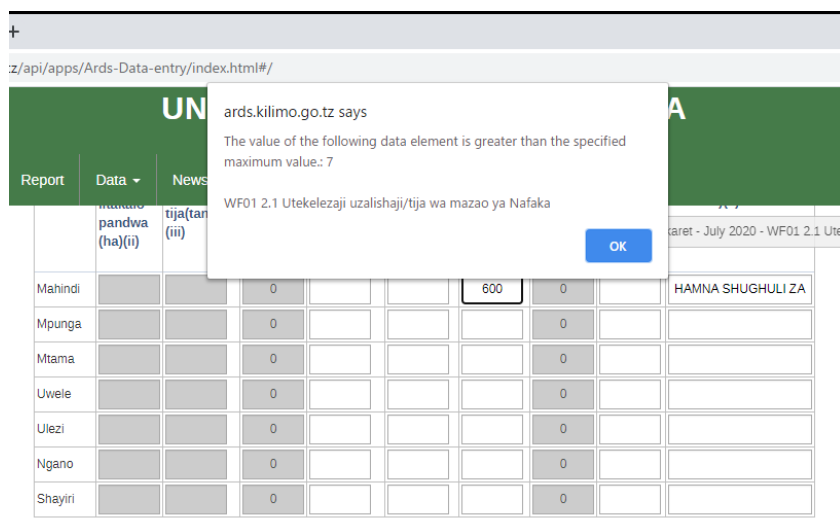 +
z/api/apps/Ards-Data-entry/index.html#/
UN
A
ards.kilimo.go.tz says
The value of the following data element is greater than the specified
maximum value.: 7
WF01 2.1 Utekelezaji uzalishaji/tija wa mazao ya Nafaka
OK
Report Data News
pandwa
(ha)(ii)
tija(tan
(iii)
karet - July 2020 - WF01 2.1 Ute
Mahindi 0 600 0 HAMNA SHUGHULI ZA
Mpunga 0 0
Mtama 0 0
Uwele 0 0
Ulezi 0 0
Ngano 0 0
Shayiri 0 0